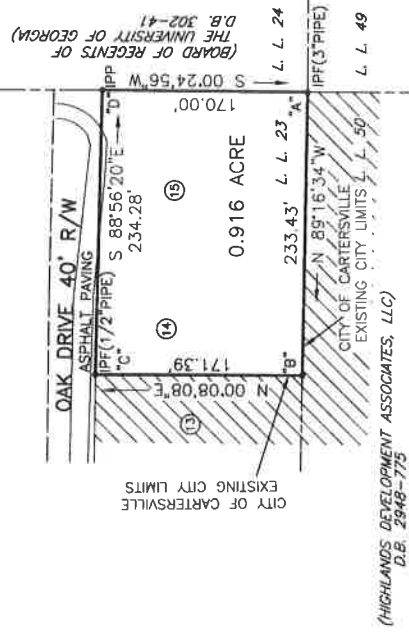 OAK DRIVE 40' R/W
ASPHALT PAVING
IPF(1/2"PIPE)
"C"
S 88°56'20"E
234.28'
"D" IPP
S 00°24'56"W
170.00'
(BOARD OF REGENTS OF
THE UNIVERSITY OF GEORGIA)
D.B. 302-41
14
15
0.916 ACRE
171.39'
N 00°08'08"E
13
"B"
233.43'
L. L. 23
L. L. 24
"A"
IPF(3"PIPE)
N 89°16'34"W
CITY OF CARTERSVILLE
EXISTING CITY LIMITS
L. L. 50
L. L. 49
CITY OF CARTERSVILLE
EXISTING CITY LIMITS
(HIGHLANDS DEVELOPMENT ASSOCIATES, LLC)
D.B. 2948-775